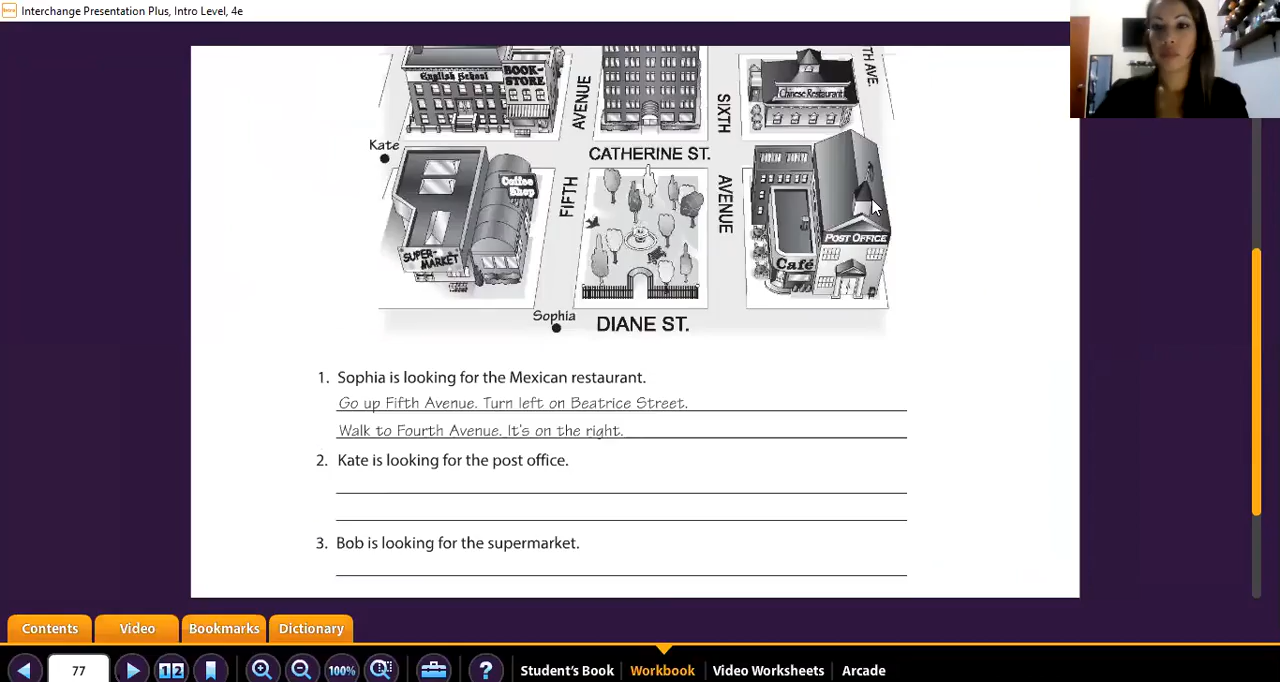 Interchange Presentation Plus, Intro Level, 4e
English School
BOOK-
STORE
AVENUE
SIXTH
Chinese Restaurant
TH AVE.
Kate
CATHERINE ST.
Coffee
Shop
FIFTH
AVENUE
SUPER-
MARKET
POST OFFICE
Café
Sophia
DIANE ST.
1. Sophia is looking for the Mexican restaurant.
Go up Fifth Avenue. Turn left on Beatrice Street.
Walk to Fourth Avenue. It's on the right.
2. Kate is looking for the post office.
3. Bob is looking for the supermarket.
Contents
Video
Bookmarks
Dictionary
77
1 2
100%
?
Student's Book
Workbook
Video Worksheets
Arcade